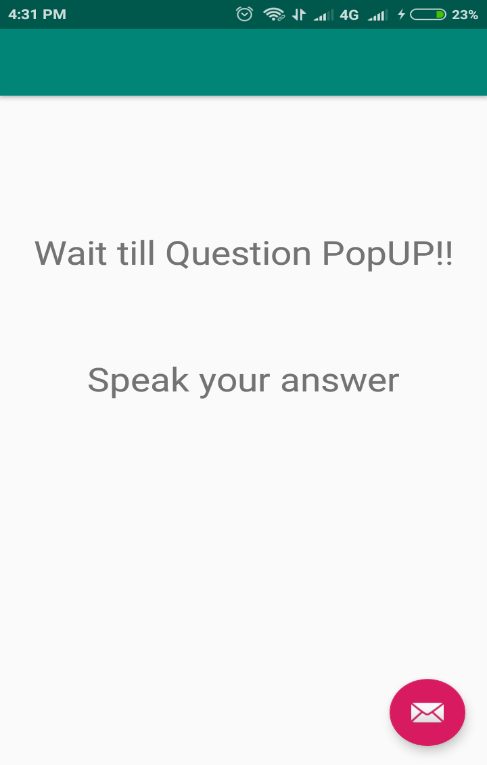 4:31 PM 4G 23%
Wait till Question PopUP!!
Speak your answer